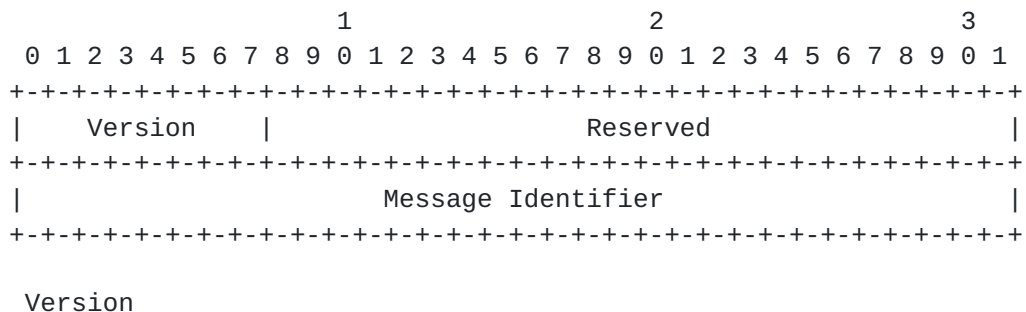 1                   2                   3
 0 1 2 3 4 5 6 7 8 9 0 1 2 3 4 5 6 7 8 9 0 1 2 3 4 5 6 7 8 9 0 1
+-+-+-+-+-+-+-+-+-+-+-+-+-+-+-+-+-+-+-+-+-+-+-+-+-+-+-+-+-+-+-+-+
|    Version    |                    Reserved                   |
+-+-+-+-+-+-+-+-+-+-+-+-+-+-+-+-+-+-+-+-+-+-+-+-+-+-+-+-+-+-+-+-+
|                       Message Identifier                      |
+-+-+-+-+-+-+-+-+-+-+-+-+-+-+-+-+-+-+-+-+-+-+-+-+-+-+-+-+-+-+-+-+
 Version